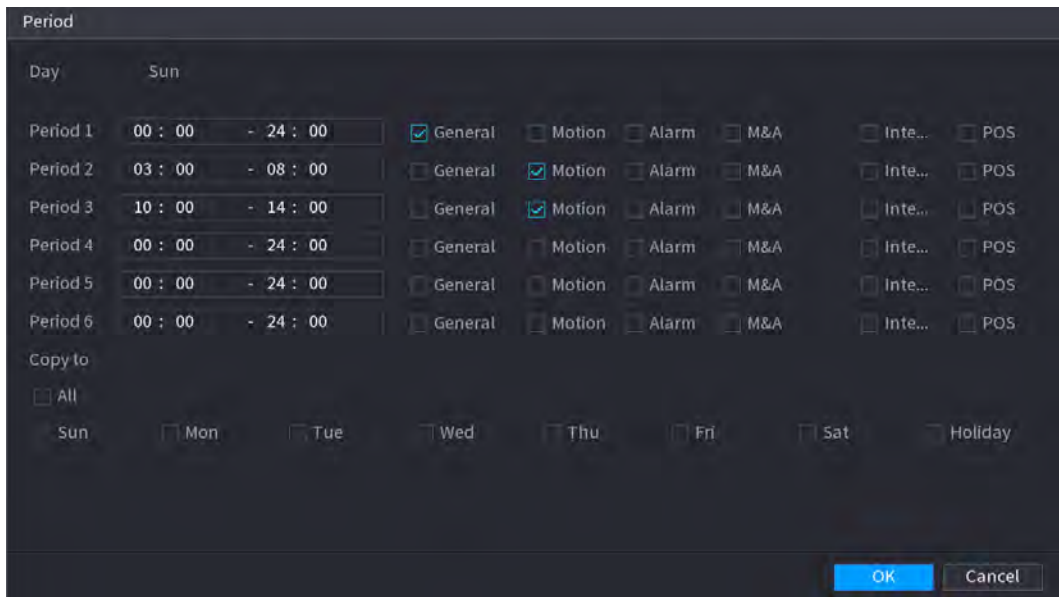 Period
Day Sun
Period 1 00 : 00 - 24 : 00 General Motion Alarm M&A Inte... POS
Period 2 03 : 00 - 08 : 00 General Motion Alarm M&A Inte... POS
Period 3 10 : 00 - 14 : 00 General Motion Alarm M&A Inte... POS
Period 4 00 : 00 - 24 : 00 General Motion Alarm M&A Inte... POS
Period 5 00 : 00 - 24 : 00 General Motion Alarm M&A Inte... POS
Period 6 00 : 00 - 24 : 00 General Motion Alarm M&A Inte... POS
Copy to
All
Sun Mon Tue Wed Thu Fri Sat Holiday
OK Cancel